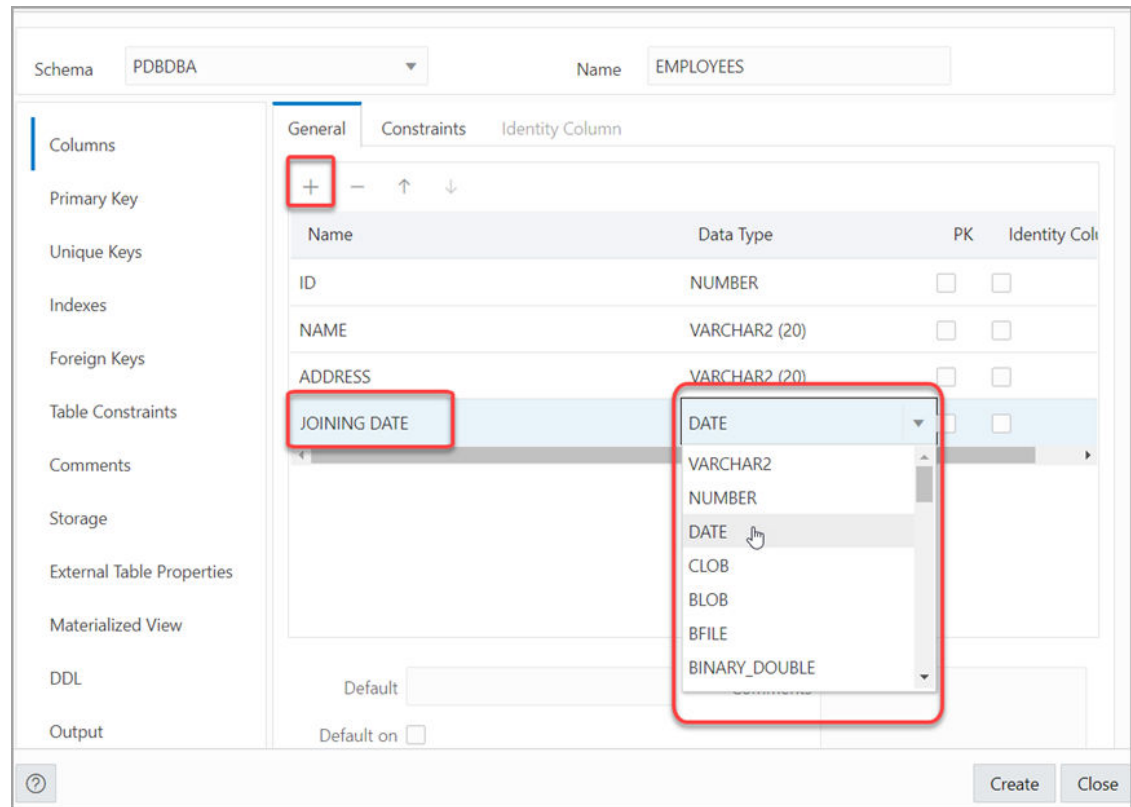 Schema PDBDBA Name EMPLOYEES
Columns
Primary Key
Unique Keys
Indexes
Foreign Keys
Table Constraints
Comments
Storage
External Table Properties
Materialized View
DDL
Output
General Constraints Identity Column
Name Data Type PK Identity Colu
ID NUMBER
NAME VARCHAR2 (20)
ADDRESS VARCHAR2 (20)
JOINING DATE DATE
VARCHAR2
NUMBER
DATE
CLOB
BLOB
BFILE
BINARY_DOUBLE
Default Comments
Default on
Create Close